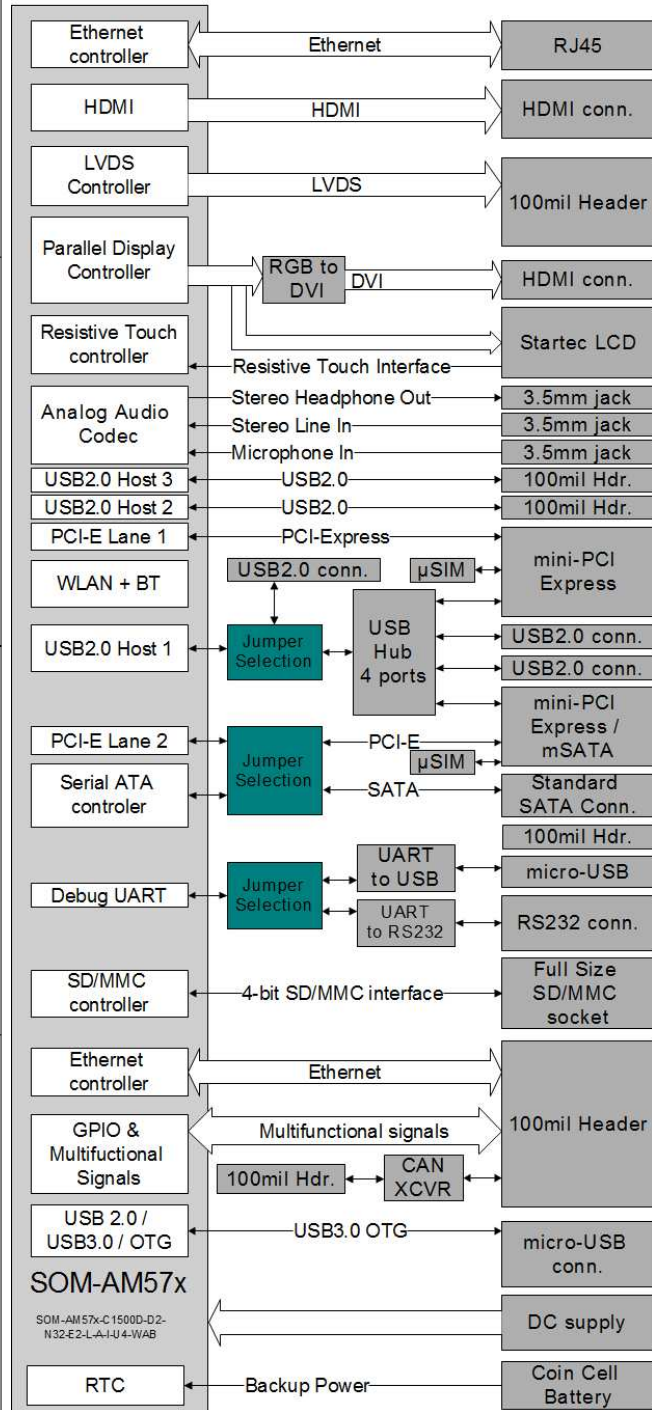 Ethernet
controller
Ethernet
RJ45
HDMI
HDMI
HDMI conn.
LVDS
Controller
LVDS
100mil Header
Parallel Display
Controller
RGB to
DVI
DVI
HDMI conn.
Resistive Touch
controller
Resistive Touch Interface
Startec LCD
Analog Audio
Codec
Stereo Headphone Out
3.5mm jack
Stereo Line In
3.5mm jack
Microphone In
3.5mm jack
USB2.0 Host 3
USB2.0
100mil Hdr.
USB2.0 Host 2
USB2.0
100mil Hdr.
PCI-E Lane 1
PCI-Express
mini-PCI
Express
WLAN + BT
USB2.0 conn.
µSIM
USB2.0 Host 1
Jumper
Selection
USB
Hub
4 ports
USB2.0 conn.
USB2.0 conn.
mini-PCI
Express /
mSATA
PCI-E Lane 2
Jumper
Selection
PCI-E
µSIM
Serial ATA
controler
SATA
Standard
SATA Conn.
100mil Hdr.
Debug UART
Jumper
Selection
UART
to USB
micro-USB
UART
to RS232
RS232 conn.
SD/MMC
controller
4-bit SD/MMC interface
Full Size
SD/MMC
socket
Ethernet
controller
Ethernet
100mil Header
GPIO &
Multifuctional
Signals
Multifunctional signals
100mil Hdr.
CAN
XCVR
USB 2.0 /
USB3.0 / OTG
USB3.0 OTG
micro-USB
conn.
SOM-AM57x
SOM-AM57x-C1500D-D2-
N32-E2-L-A-I-U4-WAB
DC supply
RTC
Backup Power
Coin Cell
Battery